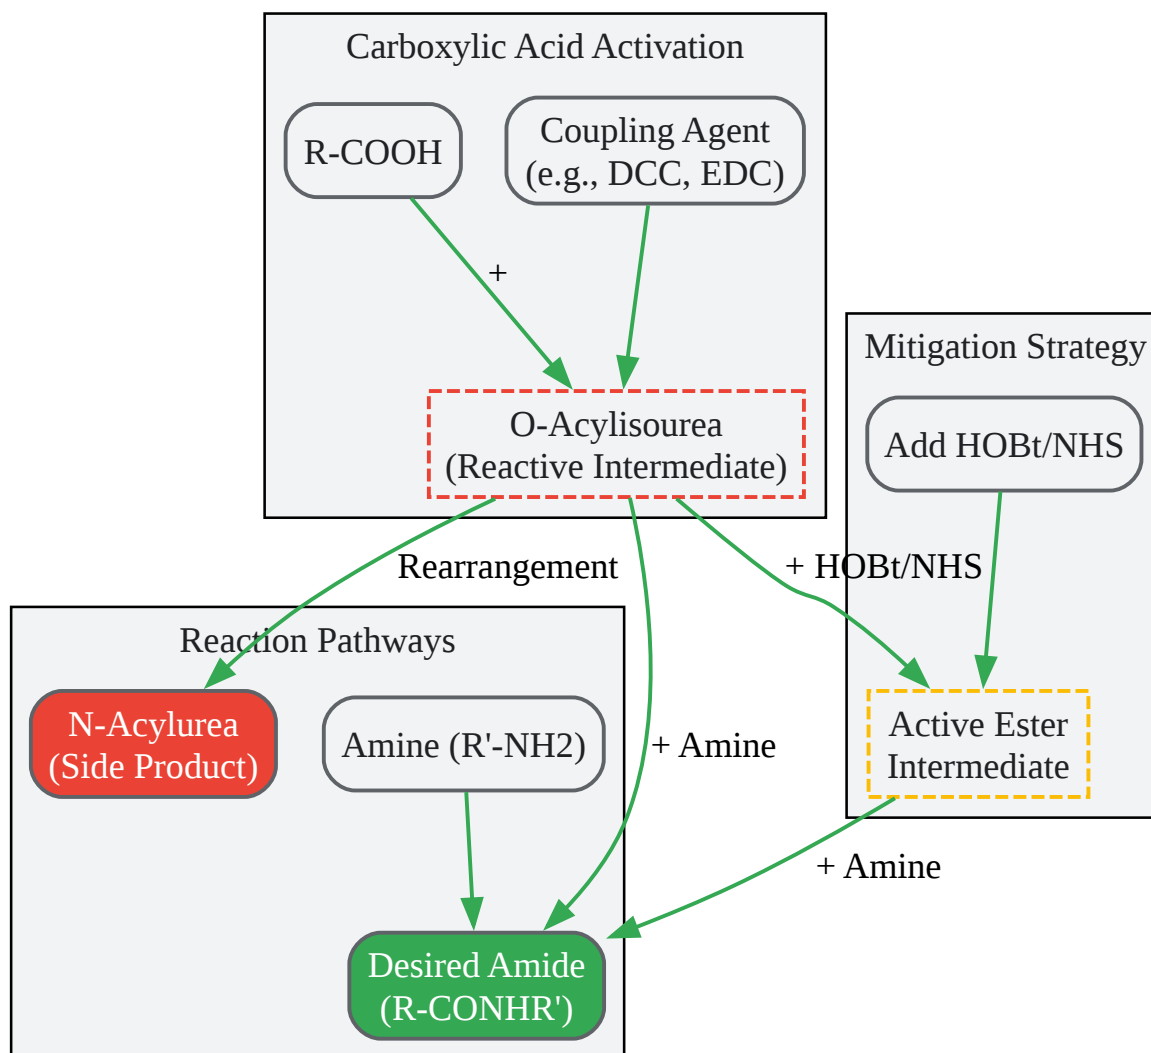 Carboxylic Acid Activation
R-COOH
Coupling Agent
(e.g., DCC, EDC)
+
O-Acylisourea
(Reactive Intermediate)
Mitigation Strategy
Add HOBt/NHS
Rearrangement
+ HOBt/NHS
Reaction Pathways
N-Acylurea
(Side Product)
Amine (R'-NH2)
+ Amine
Active Ester
Intermediate
+ Amine
Desired Amide
(R-CONHR')